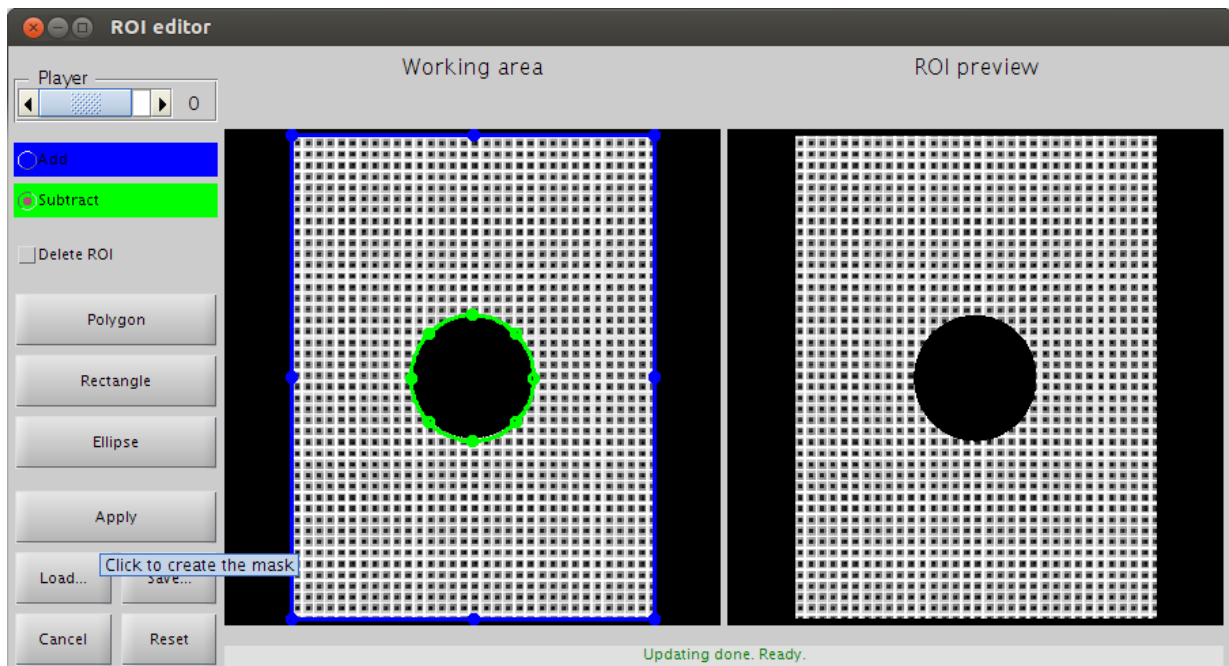 ROI editor
Player
0
Working area
ROI preview
Add
Subtract
Delete ROI
Polygon
Rectangle
Ellipse
Apply
Click to create the mask
Load...
Save...
Cancel
Reset
Updating done. Ready.